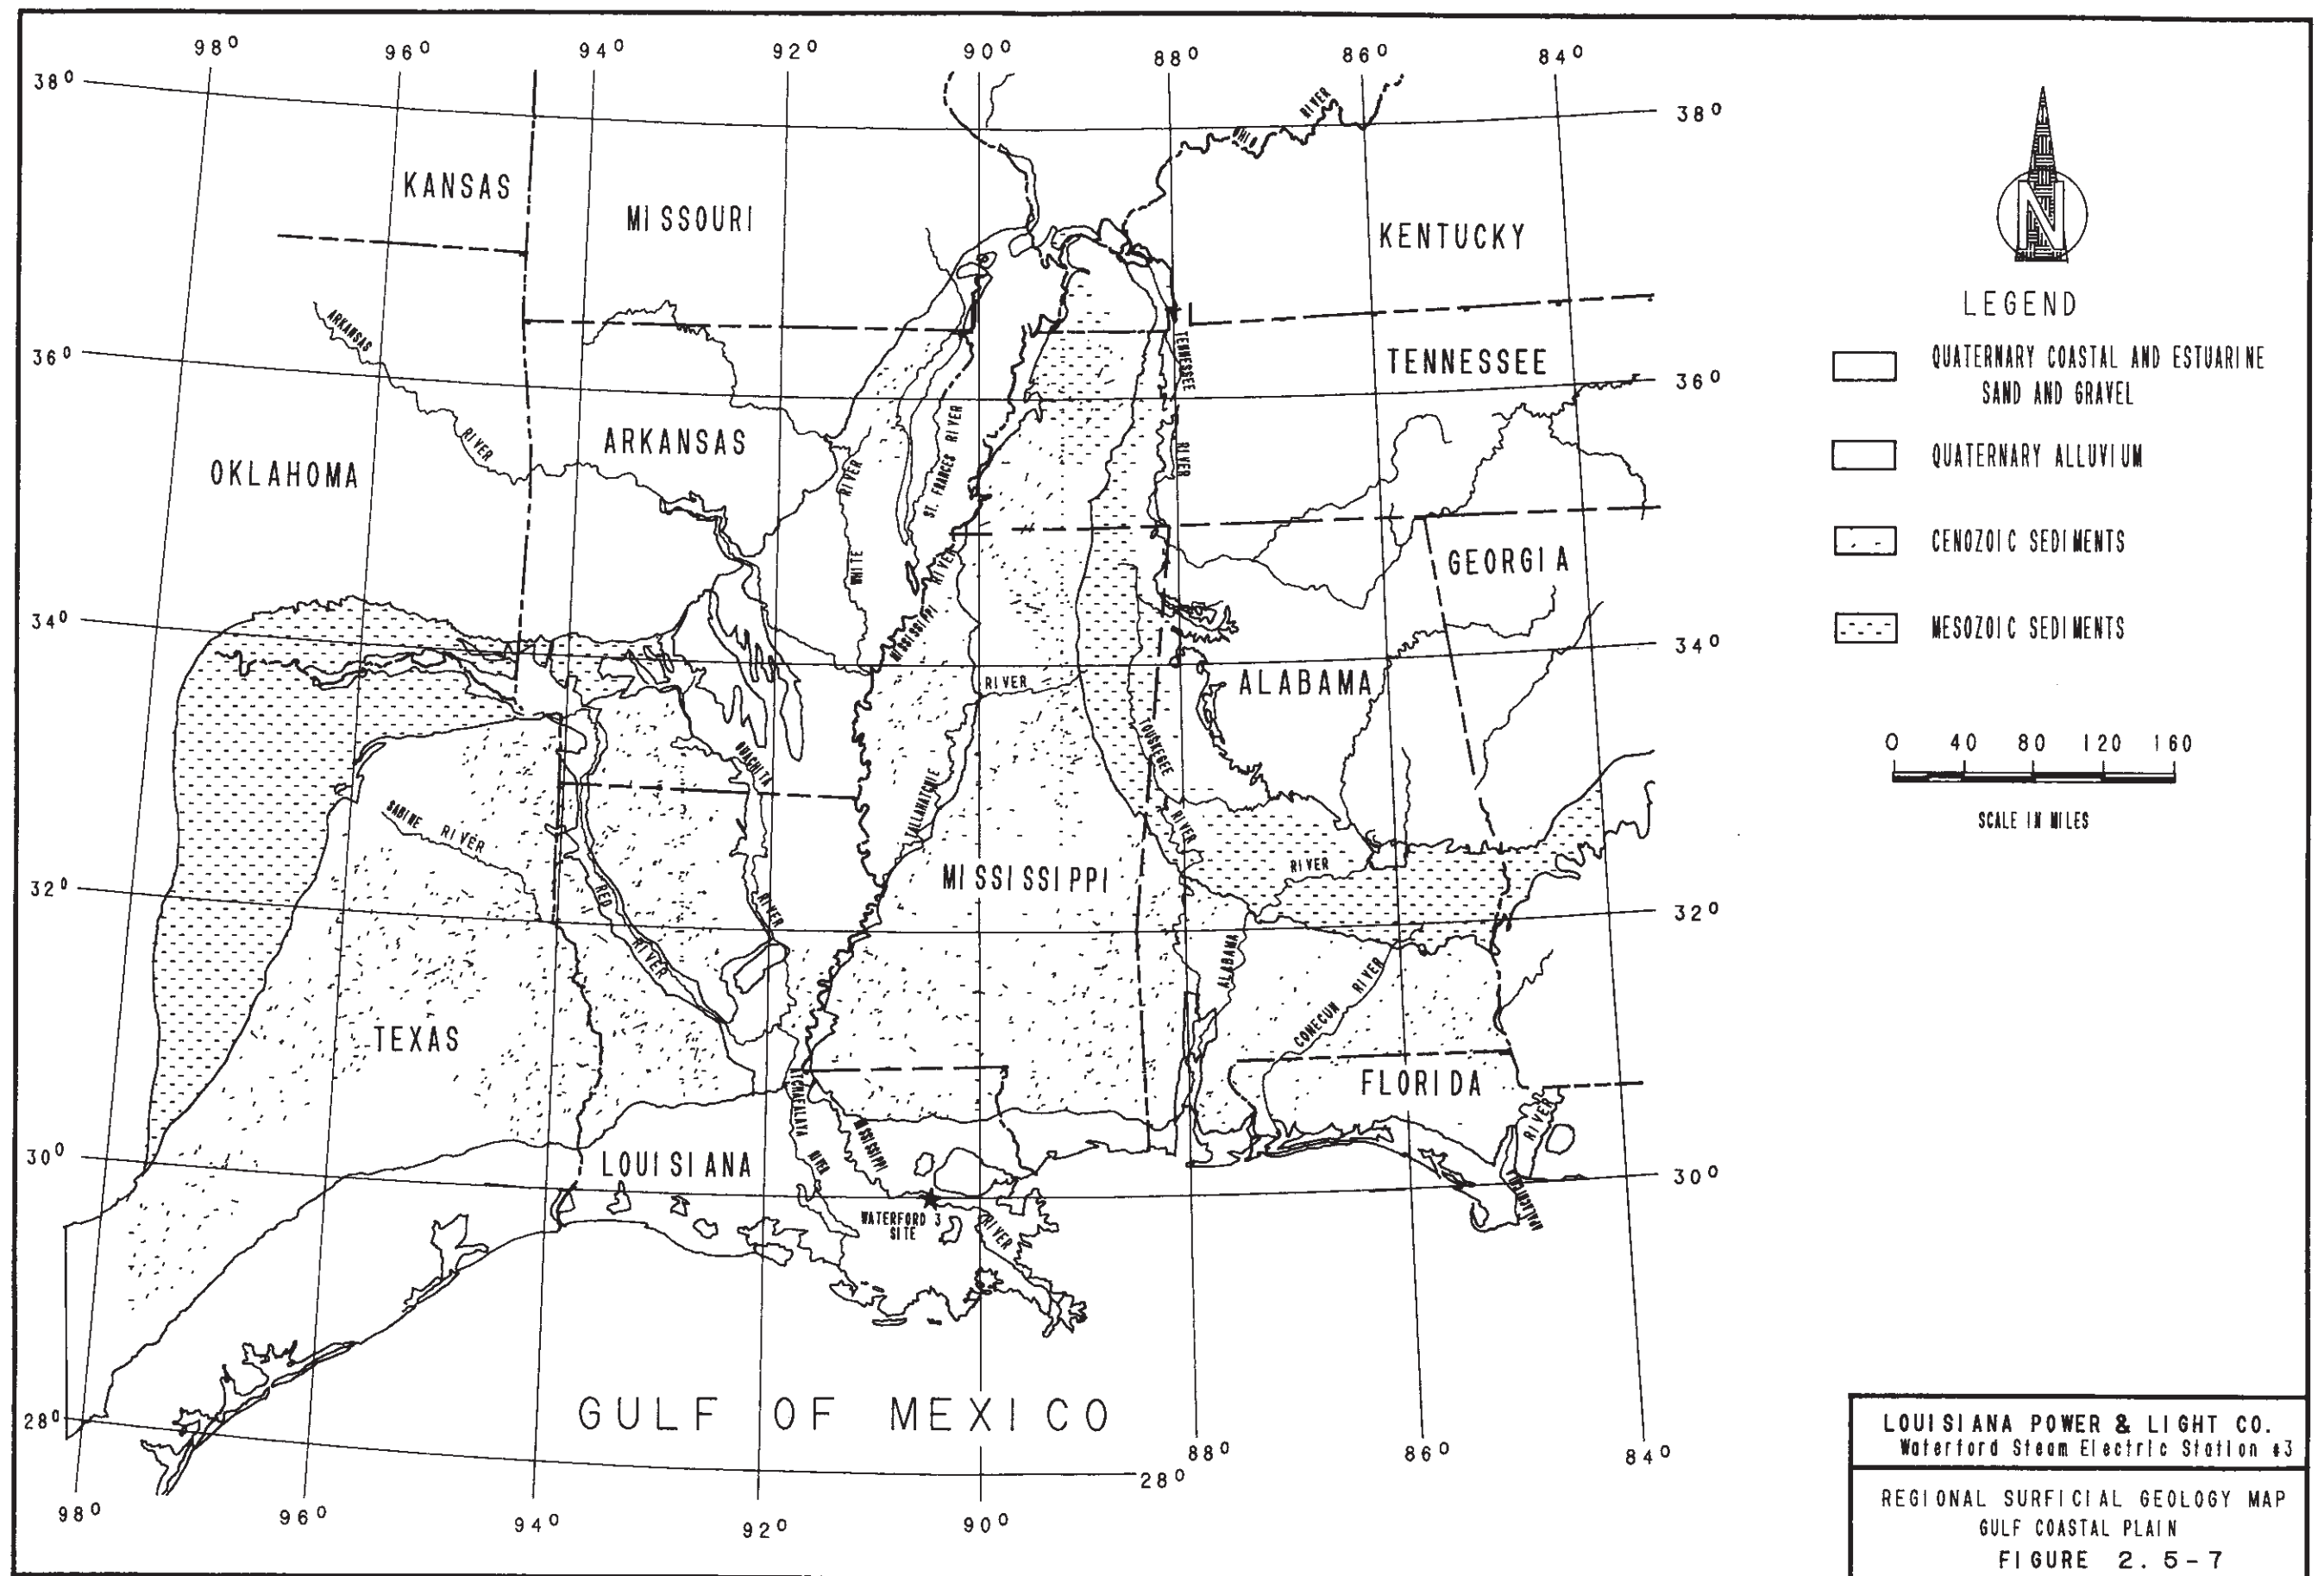 98° 96° 94° 92° 90° 88° 86° 84°
38°
38°
OHIO RIVER
KANSAS
MISSOURI
KENTUCKY
N
LEGEND
QUATERNARY COASTAL AND ESTUARINE
SAND AND GRAVEL
QUATERNARY ALLUVIUM
CENOZOIC SEDIMENTS
MESOZOIC SEDIMENTS
0 40 80 120 160
SCALE IN MILES
ARKANSAS
RIVER
36°
36°
TENNESSEE
TENNESSEE
RIVER
ARKANSAS
OKLAHOMA
WHITE
RIVER
ST. FRANCES RIVER
GEORGIA
34°
34°
MISSISSIPPI
RIVER
RIVER
ALABAMA
TOUSKEGEE
RIVER
OUACHITA
RIVER
TALLAHATCHIE
SABINE RIVER
RED
RIVER
MISSISSIPPI
RIVER
32°
32°
ALABAMA
CONECUN RIVER
TEXAS
FLORIDA
RIVER
TCHAFALAYA RIVER
MISSISSIPPI
RIVER
30°
30°
LOUISIANA
WATERFORD 3
SITE
28°
28°
GULF OF MEXICO
98° 96° 94° 92° 90° 88° 86° 84°
LOUISIANA POWER & LIGHT CO.
Waterford Steam Electric Station #3
REGIONAL SURFICIAL GEOLOGY MAP
GULF COASTAL PLAIN
FIGURE 2.5-7